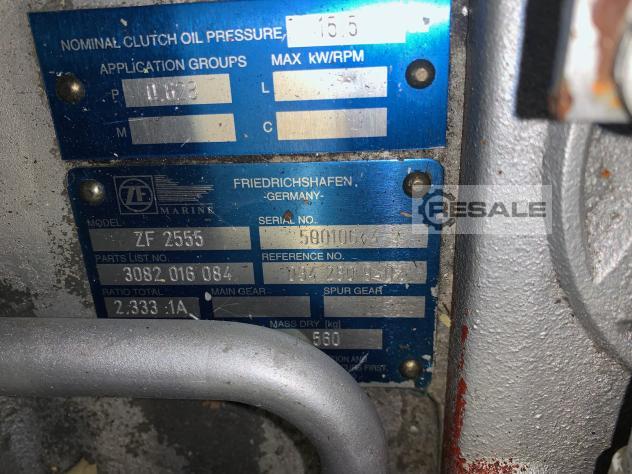 NOMINAL CLUTCH OIL PRESSURE, 15.5
APPLICATION GROUPS MAX kW/RPM
P L
M C
ZF MARINE
FRIEDRICHSHAFEN
-GERMANY-
MODEL SERIAL NO.
ZF 2555
PARTS LIST NO. REFERENCE NO.
3082 016 084
RATIO TOTAL MAIN GEAR SPUR GEAR
2.333 :1A
MASS DRY [kg]
560
RESALE